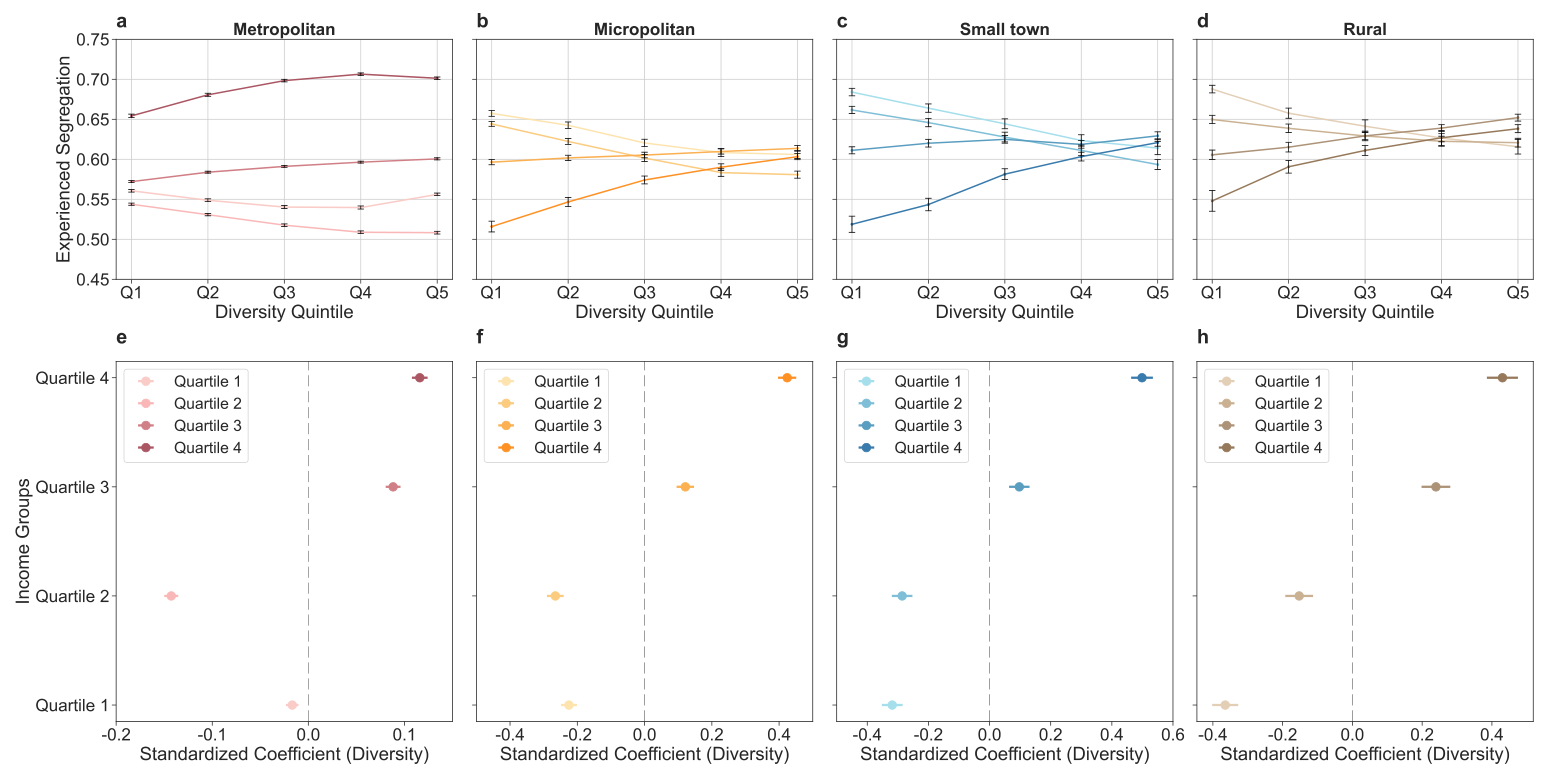 a
Metropolitan
b
Micropolitan
c
Small town
d
Rural
Experienced Segregation
0.75
0.70
0.65
0.60
0.55
0.50
0.45
Q1 Q2 Q3 Q4 Q5
Diversity Quintile
Q1 Q2 Q3 Q4 Q5
Diversity Quintile
Q1 Q2 Q3 Q4 Q5
Diversity Quintile
Q1 Q2 Q3 Q4 Q5
Diversity Quintile
e
Income Groups
Quartile 4
Quartile 3
Quartile 2
Quartile 1
Quartile 1
Quartile 2
Quartile 3
Quartile 4
-0.2 -0.1 0.0 0.1
Standardized Coefficient (Diversity)
f
Quartile 1
Quartile 2
Quartile 3
Quartile 4
-0.4 -0.2 0.0 0.2 0.4
Standardized Coefficient (Diversity)
g
Quartile 1
Quartile 2
Quartile 3
Quartile 4
-0.4 -0.2 0.0 0.2 0.4 0.6
Standardized Coefficient (Diversity)
h
Quartile 1
Quartile 2
Quartile 3
Quartile 4
-0.4 -0.2 0.0 0.2 0.4
Standardized Coefficient (Diversity)